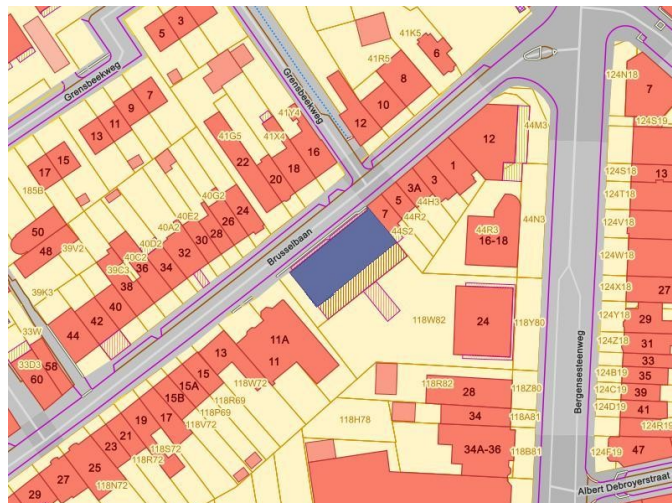 5
3
Grensbeekweg
13
11
9
7
17
15
185B
50
48
39V2
39K3
33W
33D3
60
58
44
42
40
39C3
38
40C2
36
40D2
34
40A2
32
40E2
30
28
40G2
26
24
41G5
22
20
41X4
18
41Y4
16
Grensbeekweg
12
10
41R5
8
41K5
6
Brusselbaan
7
5
3A
3
1
12
44S2
44R2
44H3
44M3
44R3
16-18
44N3
118W82
24
118Y80
11A
11
13
15
15A
15B
17
19
21
23
25
27
29
118W72
118R69
118P69
118V72
118S72
118R72
118N72
118H78
118R82
28
34
34A-36
118Z80
118A81
118B81
Bergensesteenweg
124N18
7
124S19
13
124S18
124T18
124V18
124W18
124X18
27
29
124Y18
31
124Z18
33
124B19
35
124C19
39
124D19
41
124R19
124F19
47
Albert Debroyerstraat